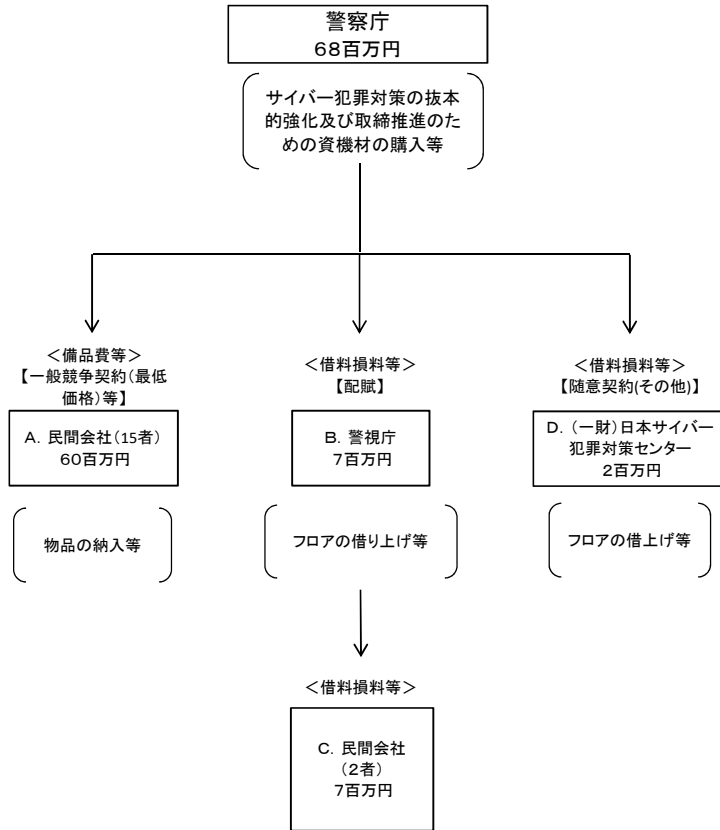 警察庁
68百万円
サイバー犯罪対策の抜本
的強化及び取締推進のた
めの資機材の購入等
＜備品費等＞
【一般競争契約（最低
価格）等】
A．民間会社（15者）
60百万円
物品の納入等
＜借料損料等＞
【配賦】
B．警視庁
7百万円
フロアの借り上げ等
＜借料損料等＞
【随意契約(その他)】
D．（一財）日本サイバー
犯罪対策センター
2百万円
フロアの借上げ等
＜借料損料等＞
C．民間会社
（2者）
7百万円